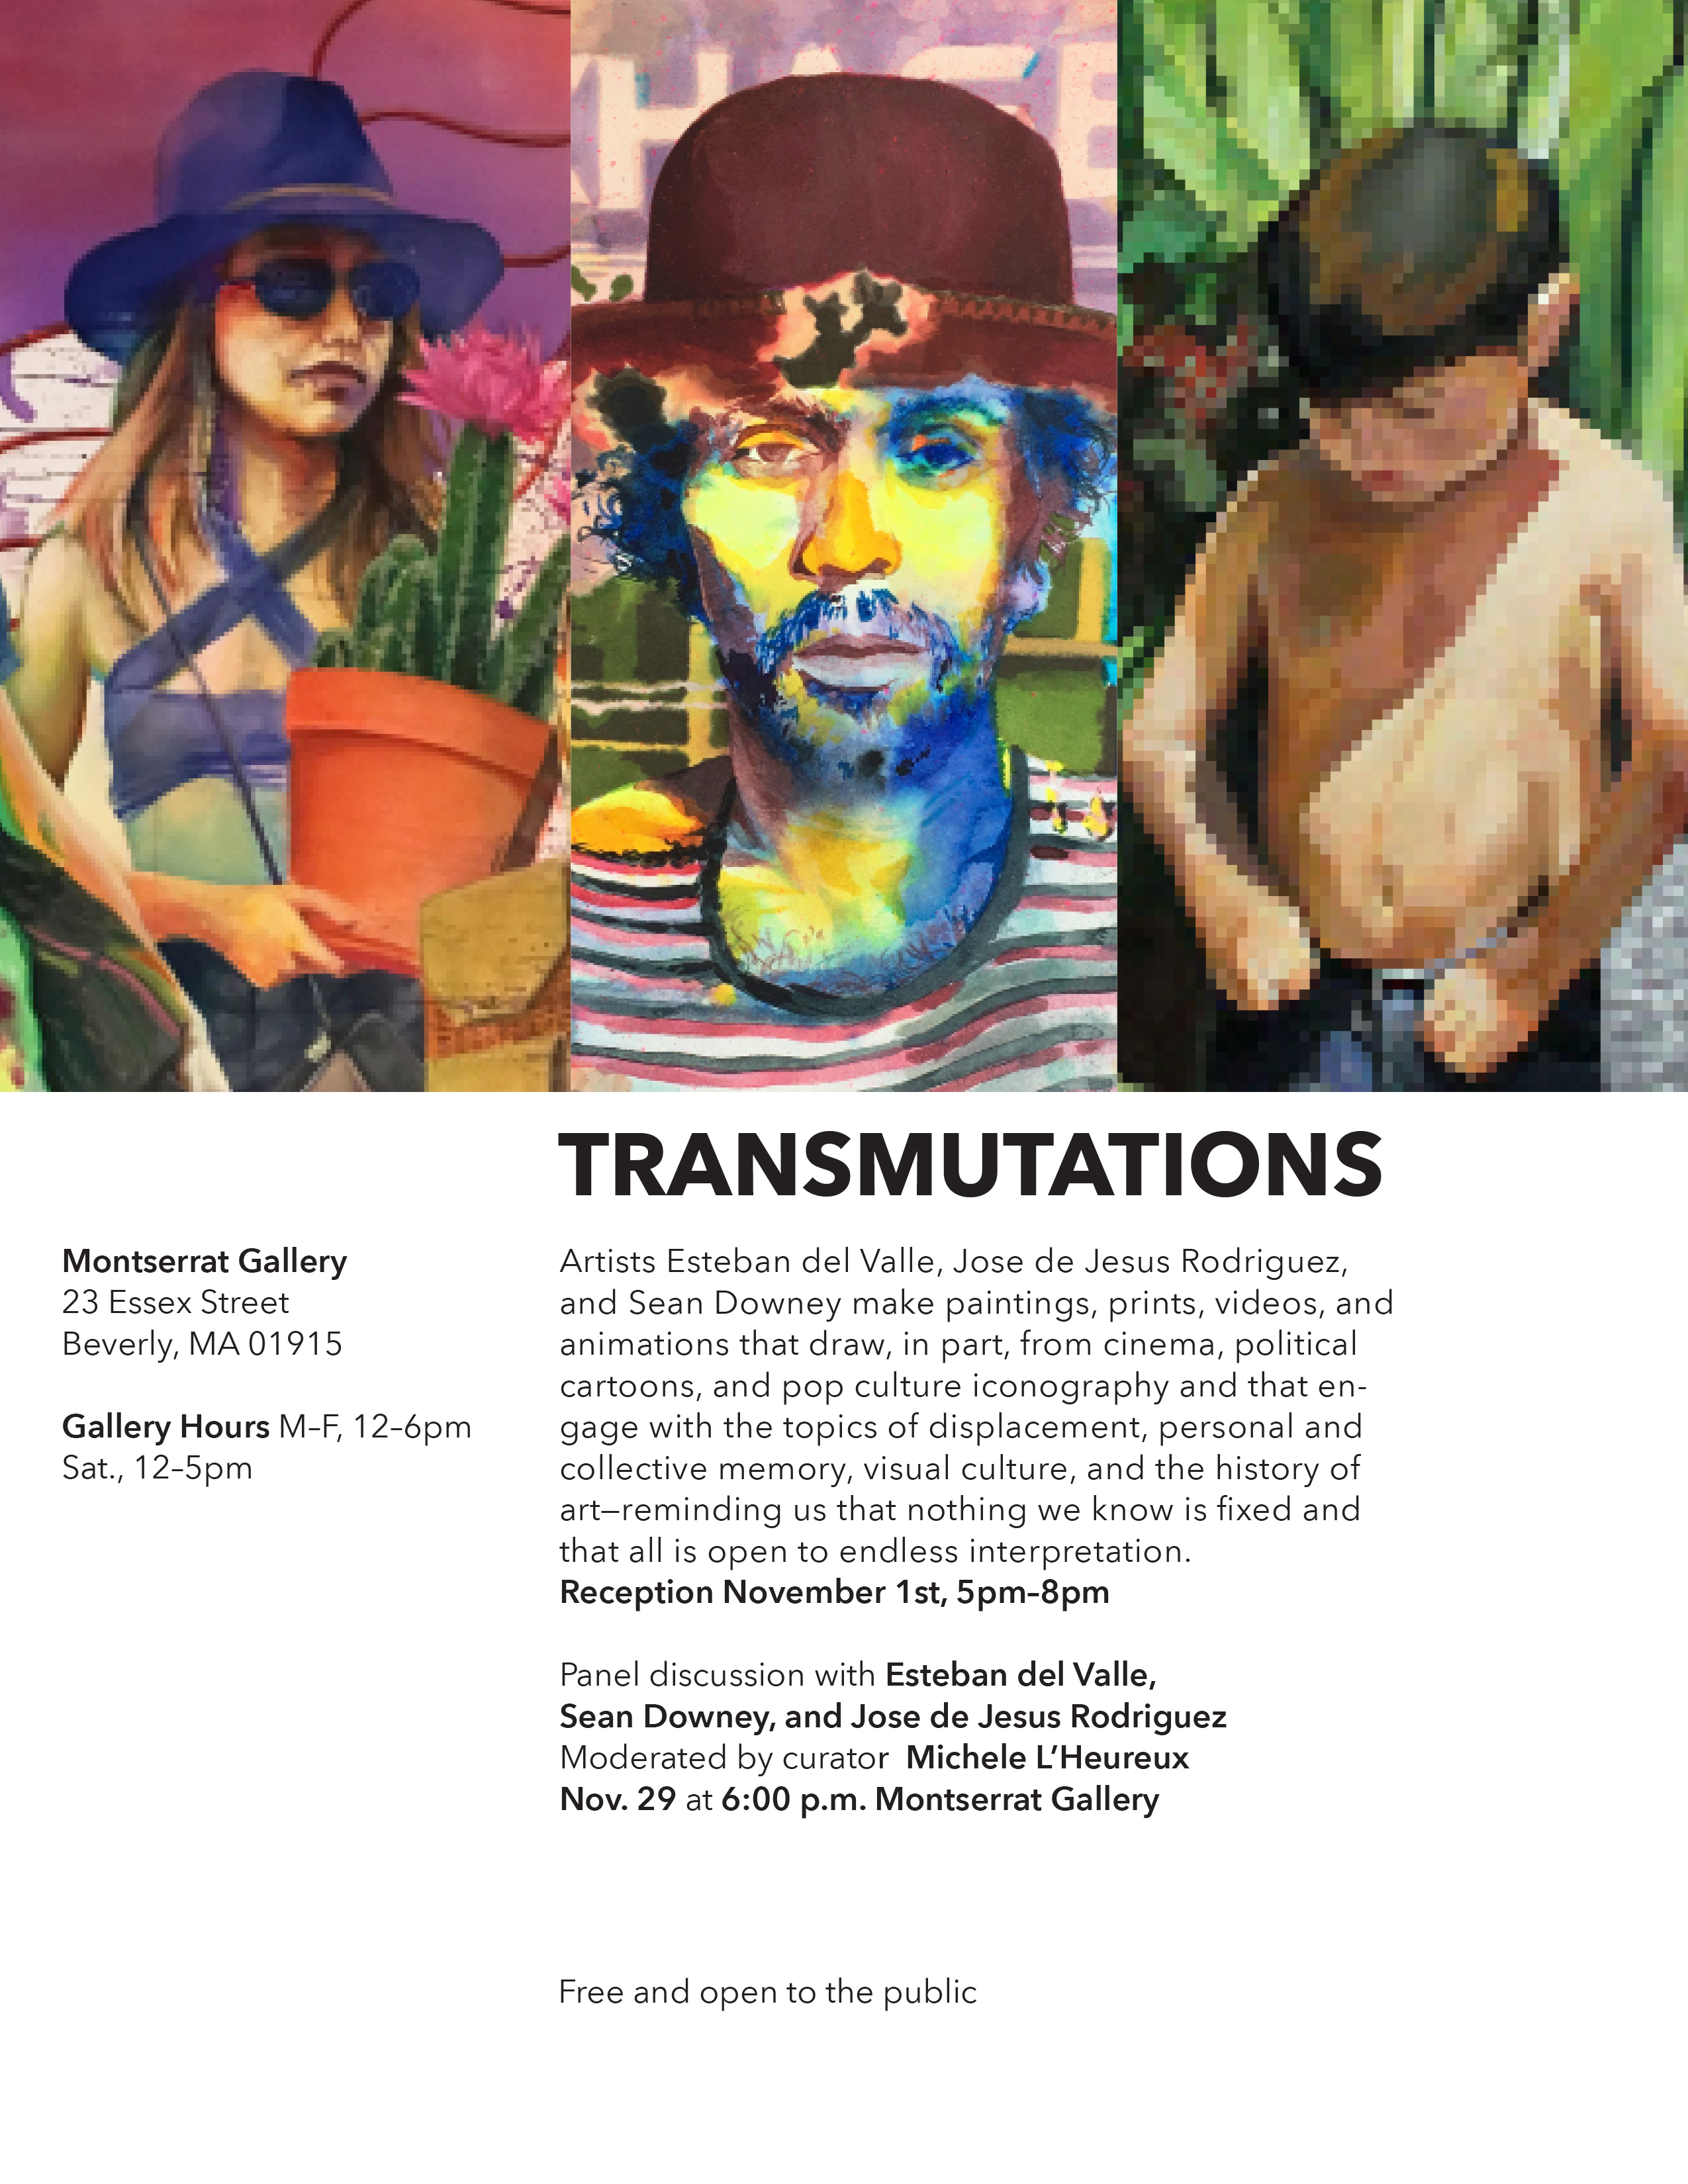 HASE
TRANSMUTATIONS
Montserrat Gallery
23 Essex Street
Beverly, MA 01915
Gallery Hours M–F, 12–6pm
Sat., 12–5pm
Artists Esteban del Valle, Jose de Jesus Rodriguez,
and Sean Downey make paintings, prints, videos, and
animations that draw, in part, from cinema, political
cartoons, and pop culture iconography and that en-
gage with the topics of displacement, personal and
collective memory, visual culture, and the history of
art—reminding us that nothing we know is fixed and
that all is open to endless interpretation.
Reception November 1st, 5pm–8pm
Panel discussion with Esteban del Valle,
Sean Downey, and Jose de Jesus Rodriguez
Moderated by curator  Michele L’Heureux
Nov. 29 at 6:00 p.m. Montserrat Gallery
Free and open to the public